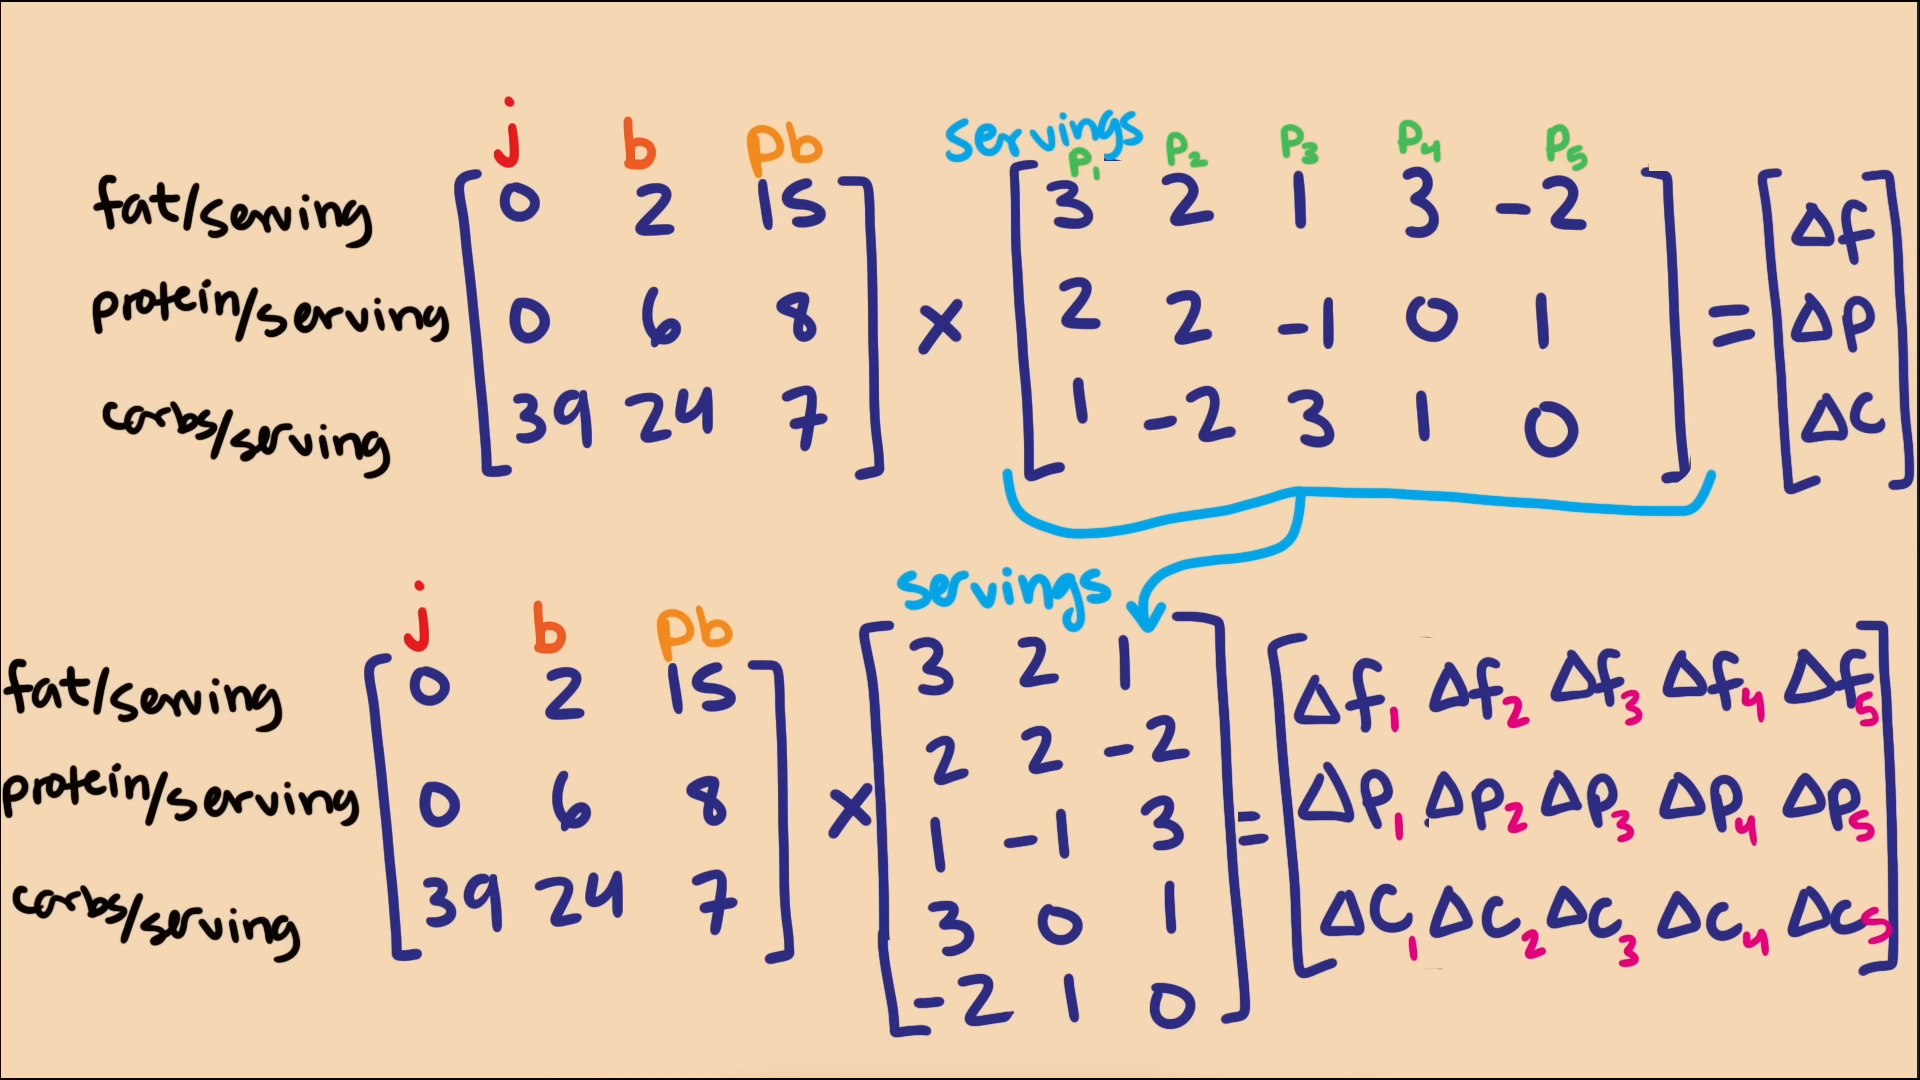 j b pb servings p₁ p₂ p₃ p₄ p₅
fat/serving 0 2 15 3 2 1 3 -2 Δf
protein/serving 0 6 8 × 2 2 -1 0 1 = Δp
carbs/serving 39 24 7 1 -2 3 1 0 Δc
j b pb servings
fat/serving 0 2 15 3 2 1 Δf₁ Δf₂ Δf₃ Δf₄ Δf₅
2 2 -2
protein/serving 0 6 8 × 1 -1 3 = Δp₁ Δp₂ Δp₃ Δp₄ Δp₅
carbs/serving 39 24 7 3 0 1 Δc₁ Δc₂ Δc₃ Δc₄ Δc₅
-2 1 0